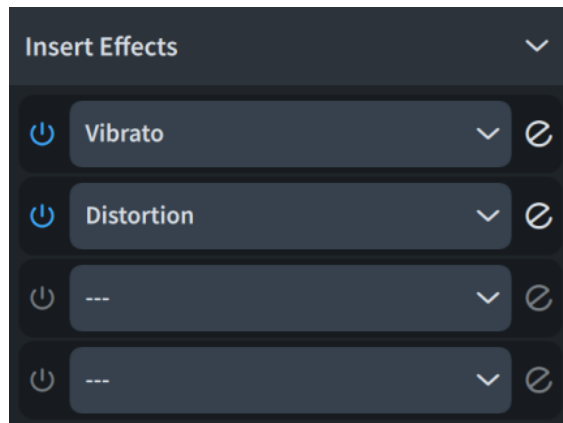 Insert Effects
Vibrato
Distortion
---
---